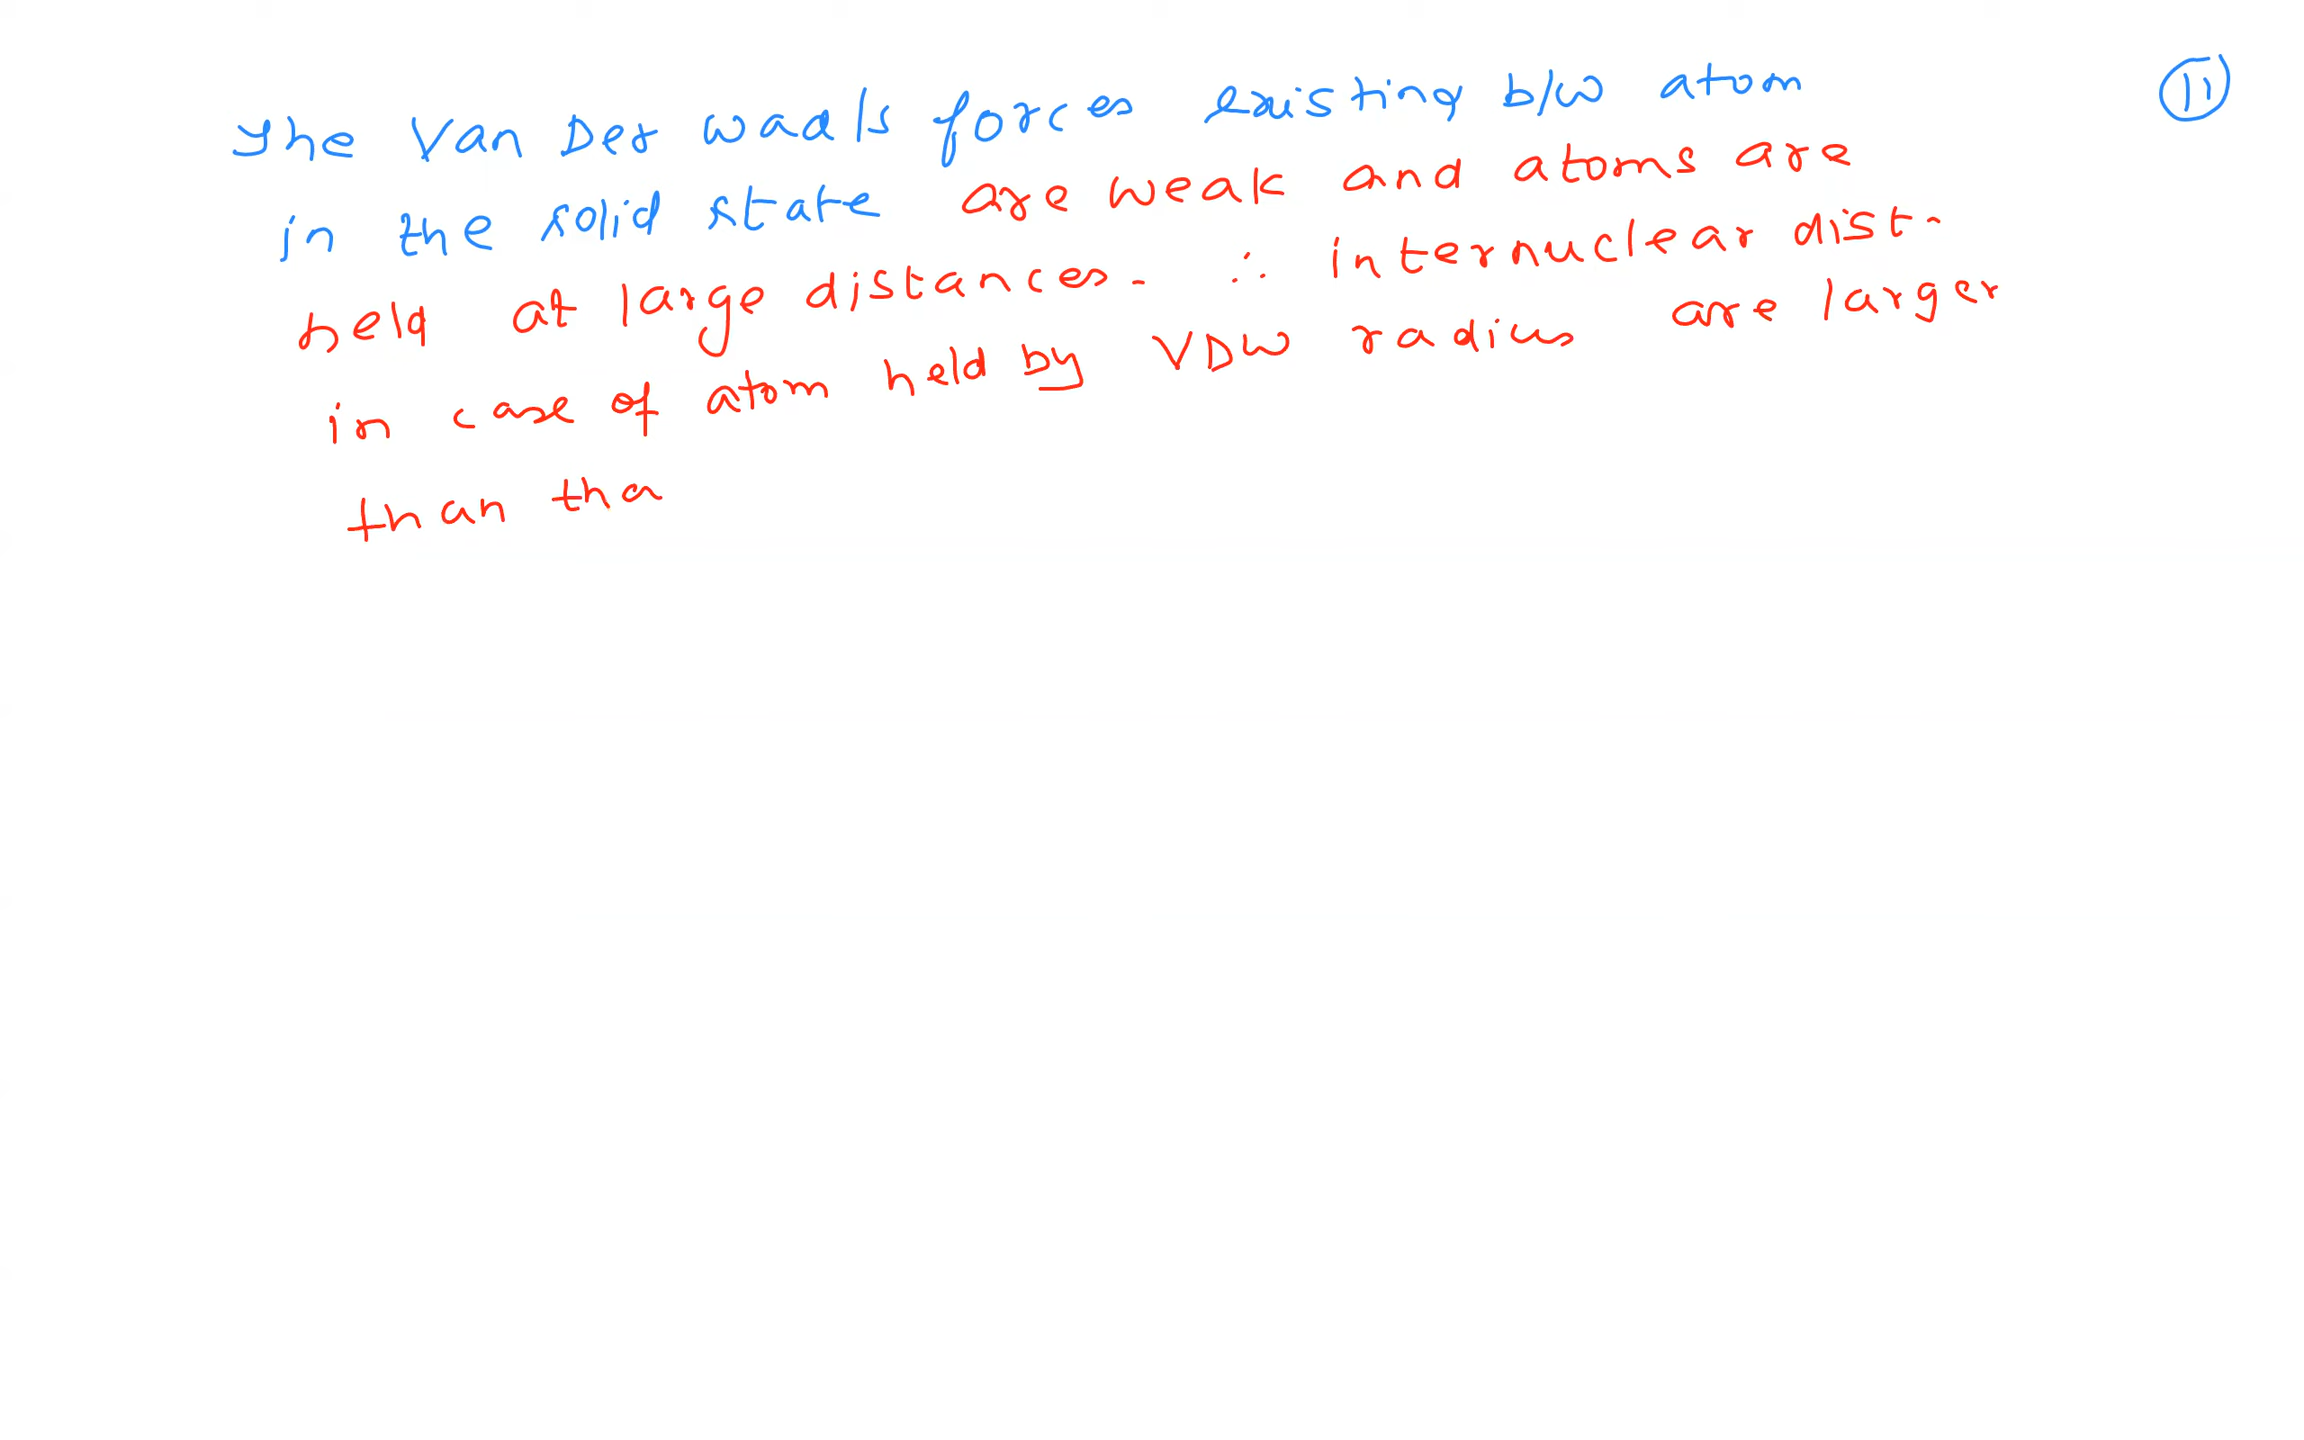 The Van Der Waals forces existing b/w atom
11
in the solid state are weak and atoms are
held at large distances. ∴ internuclear dist.
in case of atom held by VDW radius are larger
than tha